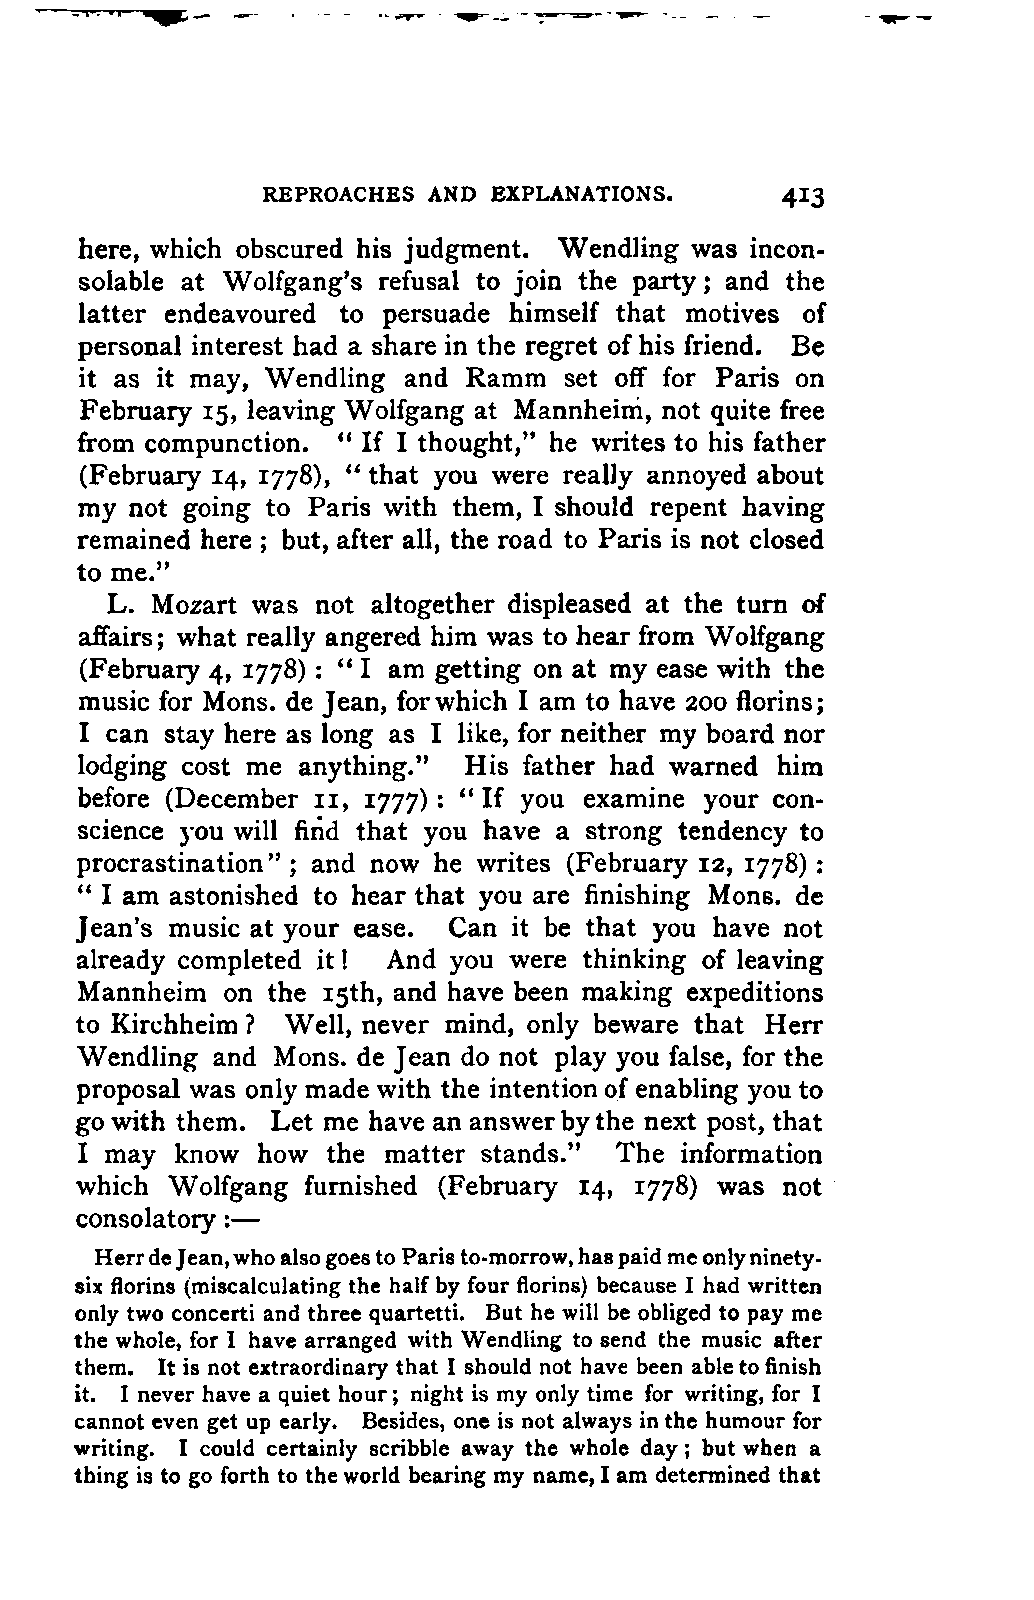 REPROACHES AND EXPLANATIONS. 413
here, which obscured his judgment. Wendling was incon-
solable at Wolfgang's refusal to join the party; and the
latter endeavoured to persuade himself that motives of
personal interest had a share in the regret of his friend. Be
it as it may, Wendling and Ramm set off for Paris on
February 15, leaving Wolfgang at Mannheim, not quite free
from compunction. "If I thought," he writes to his father
(February 14, 1778), "that you were really annoyed about
my not going to Paris with them, I should repent having
remained here; but, after all, the road to Paris is not closed
to me."
L. Mozart was not altogether displeased at the turn of
affairs; what really angered him was to hear from Wolfgang
(February 4, 1778): "I am getting on at my ease with the
music for Mons. de Jean, for which I am to have 200 florins;
I can stay here as long as I like, for neither my board nor
lodging cost me anything." His father had warned him
before (December 11, 1777): "If you examine your con-
science you will find that you have a strong tendency to
procrastination"; and now he writes (February 12, 1778):
"I am astonished to hear that you are finishing Mons. de
Jean's music at your ease. Can it be that you have not
already completed it! And you were thinking of leaving
Mannheim on the 15th, and have been making expeditions
to Kirchheim? Well, never mind, only beware that Herr
Wendling and Mons. de Jean do not play you false, for the
proposal was only made with the intention of enabling you to
go with them. Let me have an answer by the next post, that
I may know how the matter stands." The information
which Wolfgang furnished (February 14, 1778) was not
consolatory:—
Herr de Jean, who also goes to Paris to-morrow, has paid me only ninety-
six florins (miscalculating the half by four florins) because I had written
only two concerti and three quartetti. But he will be obliged to pay me
the whole, for I have arranged with Wendling to send the music after
them. It is not extraordinary that I should not have been able to finish
it. I never have a quiet hour; night is my only time for writing, for I
cannot even get up early. Besides, one is not always in the humour for
writing. I could certainly scribble away the whole day; but when a
thing is to go forth to the world bearing my name, I am determined that